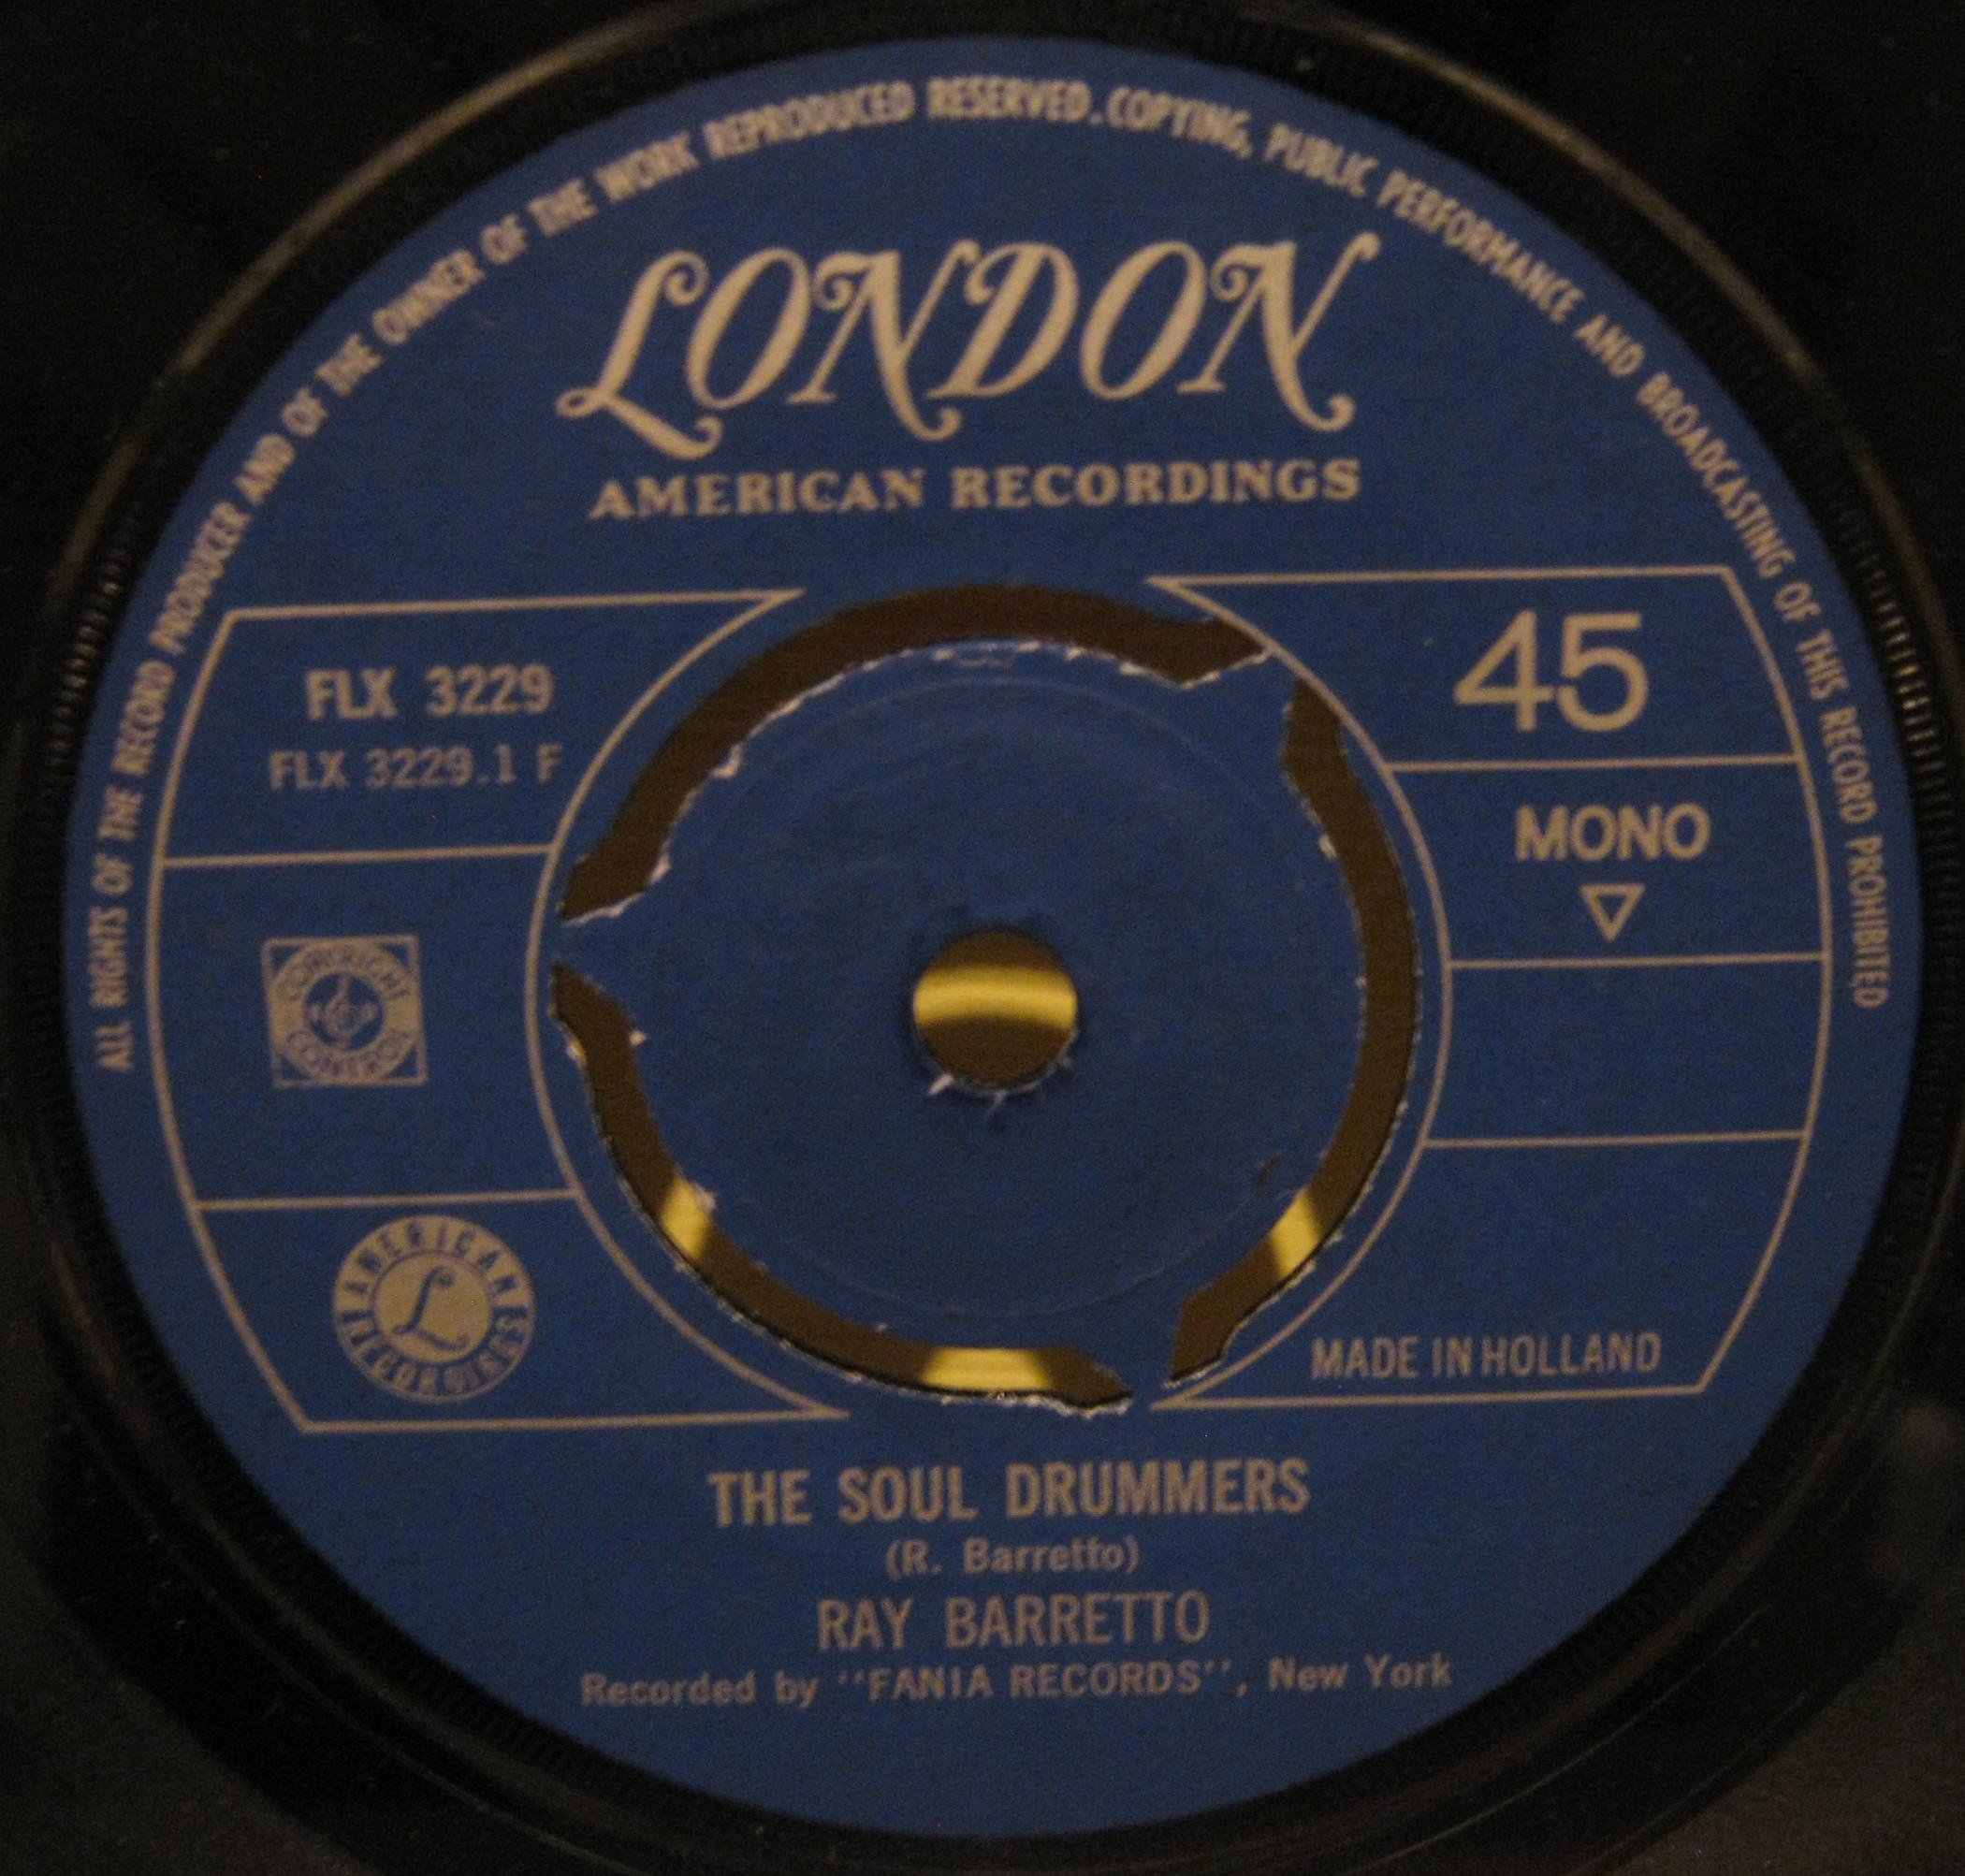 ALL RIGHTS OF THE RECORD PRODUCER AND OF THE OWNER OF THE WORK REPRODUCED RESERVED. COPYING, PUBLIC PERFORMANCE AND BROADCASTING OF THIS RECORD PROHIBITED
LONDON
AMERICAN RECORDINGS
FLX 3229
FLX 3229.1 F
45
MONO
COPYRIGHT
CONTROL
AMERICAN
L
RECORDINGS
MADE IN HOLLAND
THE SOUL DRUMMERS
(R. Barretto)
RAY BARRETTO
Recorded by "FANIA RECORDS", New York